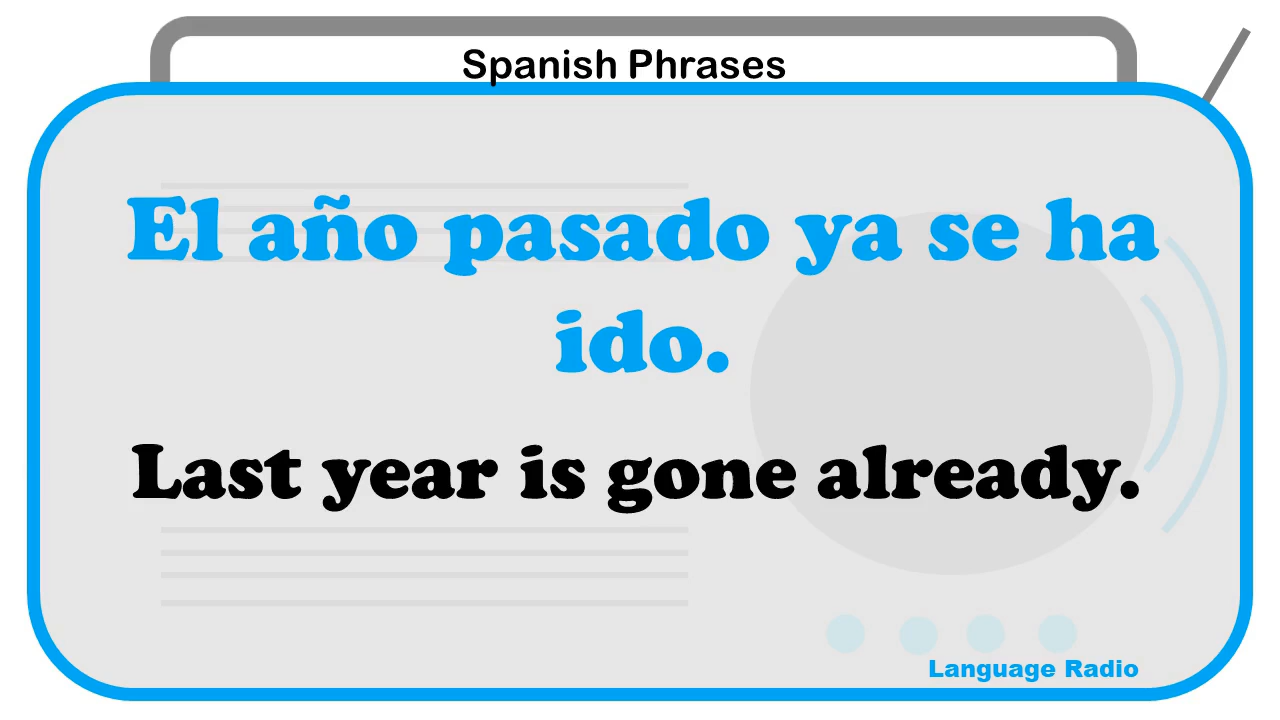 Spanish Phrases
El año pasado ya se ha
ido.
Last year is gone already.
Language Radio